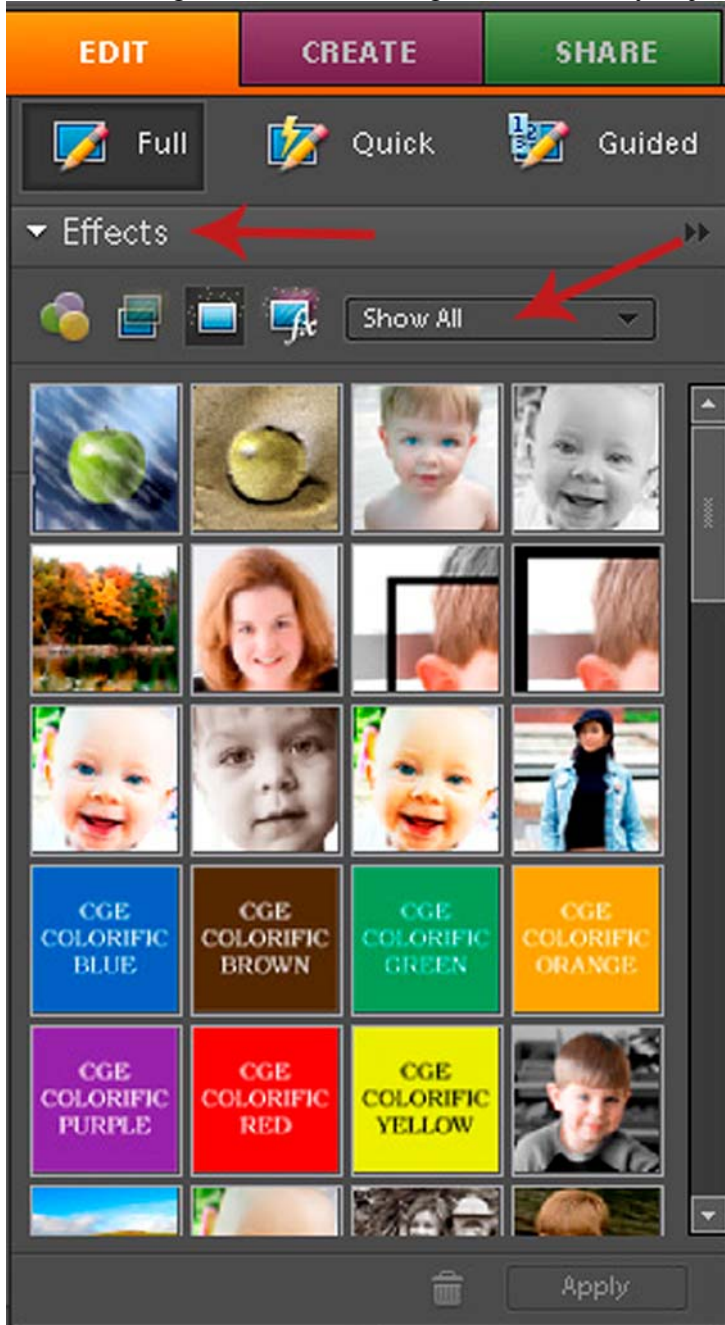 EDIT CREATE SHARE
Full Quick Guided
Effects
Show All
CGE
COLORIFIC
BLUE
CGE
COLORIFIC
BROWN
CGE
COLORIFIC
GREEN
CGE
COLORIFIC
ORANGE
CGE
COLORIFIC
PURPLE
CGE
COLORIFIC
RED
CGE
COLORIFIC
YELLOW
Apply